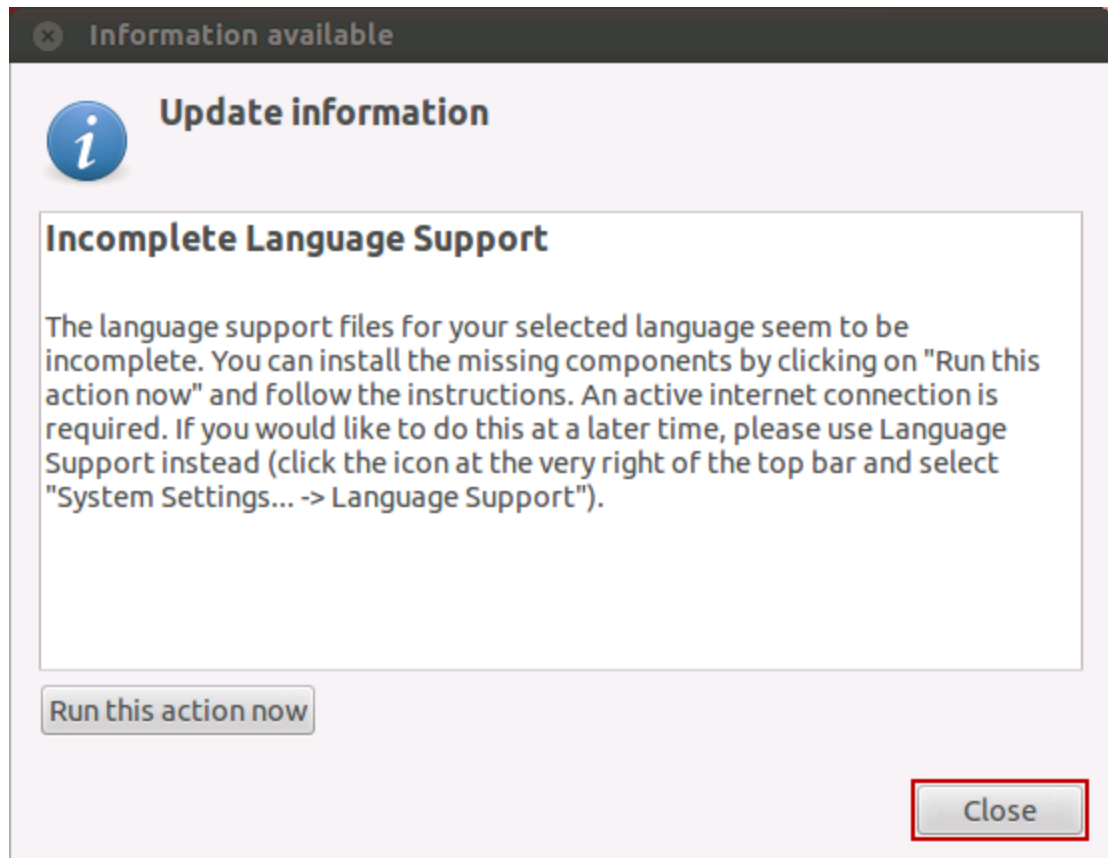 Information available
Update information
Incomplete Language Support
The language support files for your selected language seem to be
incomplete. You can install the missing components by clicking on "Run this
action now" and follow the instructions. An active internet connection is
required. If you would like to do this at a later time, please use Language
Support instead (click the icon at the very right of the top bar and select
"System Settings... -> Language Support").
Run this action now
Close